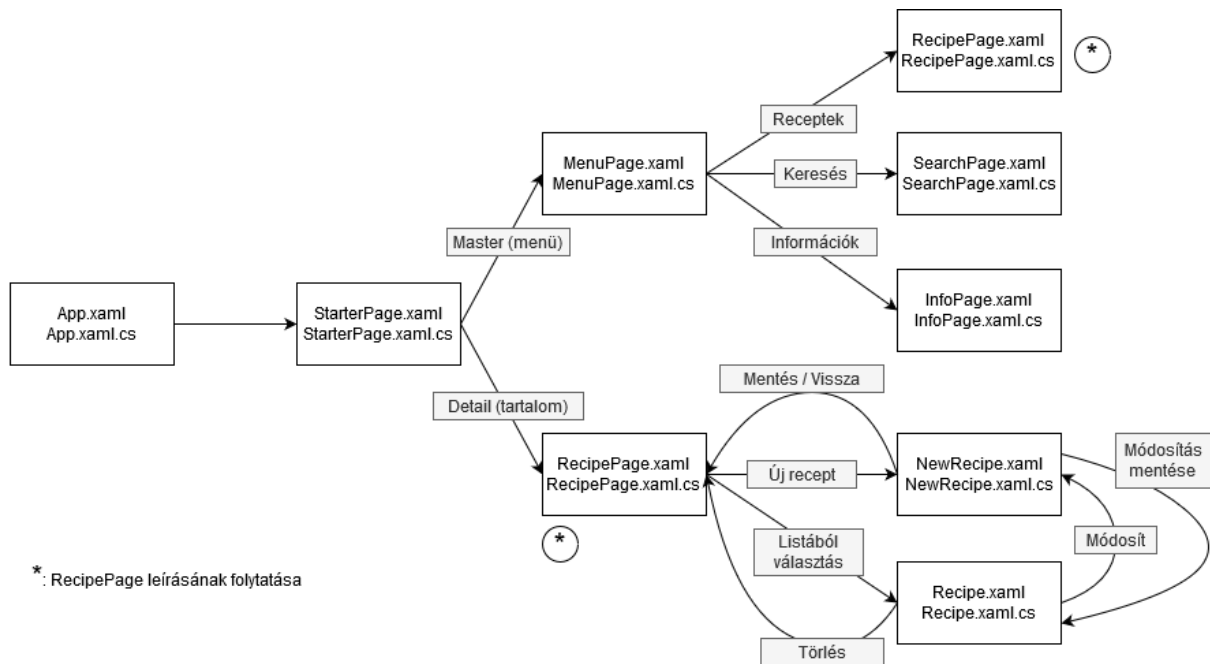 RecipePage.xaml
RecipePage.xaml.cs
*
Receptek
MenuPage.xaml
MenuPage.xaml.cs
Keresés
SearchPage.xaml
SearchPage.xaml.cs
Master (menü)
Információk
App.xaml
App.xaml.cs
StarterPage.xaml
StarterPage.xaml.cs
InfoPage.xaml
InfoPage.xaml.cs
Mentés / Vissza
Detail (tartalom)
RecipePage.xaml
RecipePage.xaml.cs
Új recept
NewRecipe.xaml
NewRecipe.xaml.cs
Módosítás
mentése
*
Listából
választás
Módosít
*: RecipePage leírásának folytatása
Recipe.xaml
Recipe.xaml.cs
Törlés